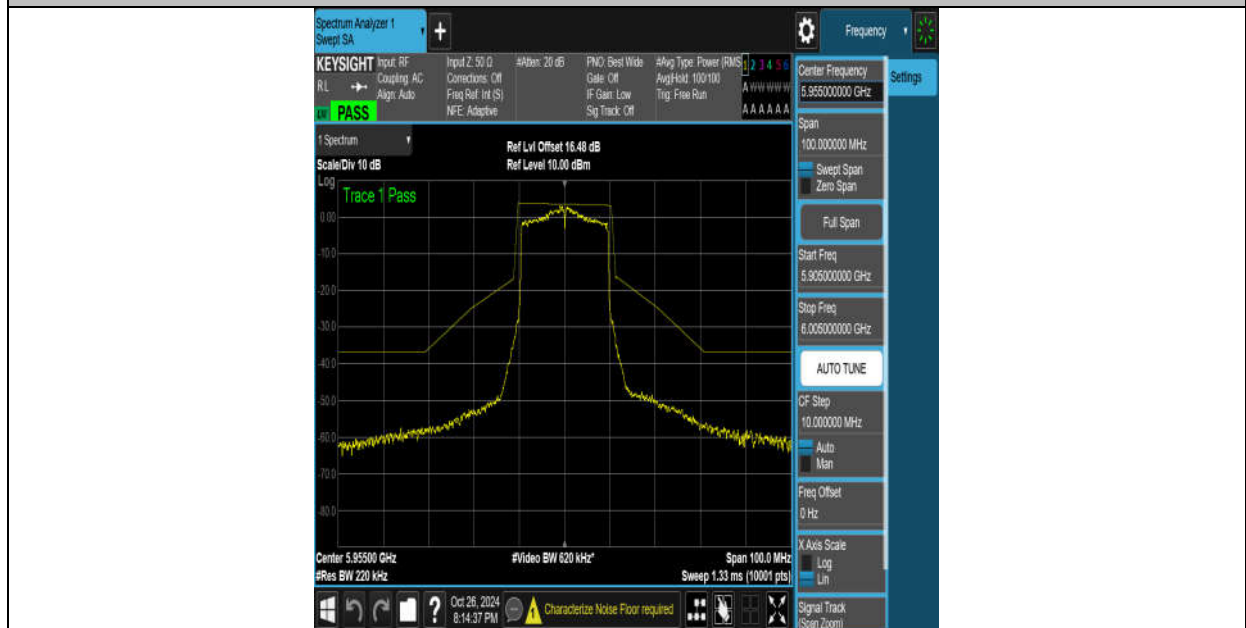 Spectrum Analyzer 1
Swept SA
+
Frequency
KEYSIGHT
RL
PASS
Input: RF
Coupling: AC
Align: Auto
Input Z: 50 Ω
Corrections: Off
Freq Ref: Int (S)
NFE: Adaptive
#Atten: 20 dB
PNO: Best Wide
Gate: Off
IF Gain: Low
Sig Track: Off
#Avg Type: Power (RMS
Avg|Hold: 100/100
Trig: Free Run
1 2 3 4 5 6
A W W W W W
A A A A A A
Center Frequency
5.955000000 GHz
Settings
Span
100.000000 MHz
Swept Span
Zero Span
Full Span
Start Freq
5.905000000 GHz
Stop Freq
6.005000000 GHz
AUTO TUNE
CF Step
10.000000 MHz
Auto
Man
Freq Offset
0 Hz
X Axis Scale
Log
Lin
Signal Track
(Span Zoom)
1 Spectrum
Scale/Div 10 dB
Ref Lvl Offset 16.48 dB
Ref Level 10.00 dBm
Log
Trace 1 Pass
0.00
-10.0
-20.0
-30.0
-40.0
-50.0
-60.0
-70.0
-80.0
Center 5.95500 GHz
#Video BW 620 kHz*
Span 100.0 MHz
#Res BW 220 kHz
Sweep 1.33 ms (10001 pts)
?
Oct 26, 2024
8:14:37 PM
Characterize Noise Floor required